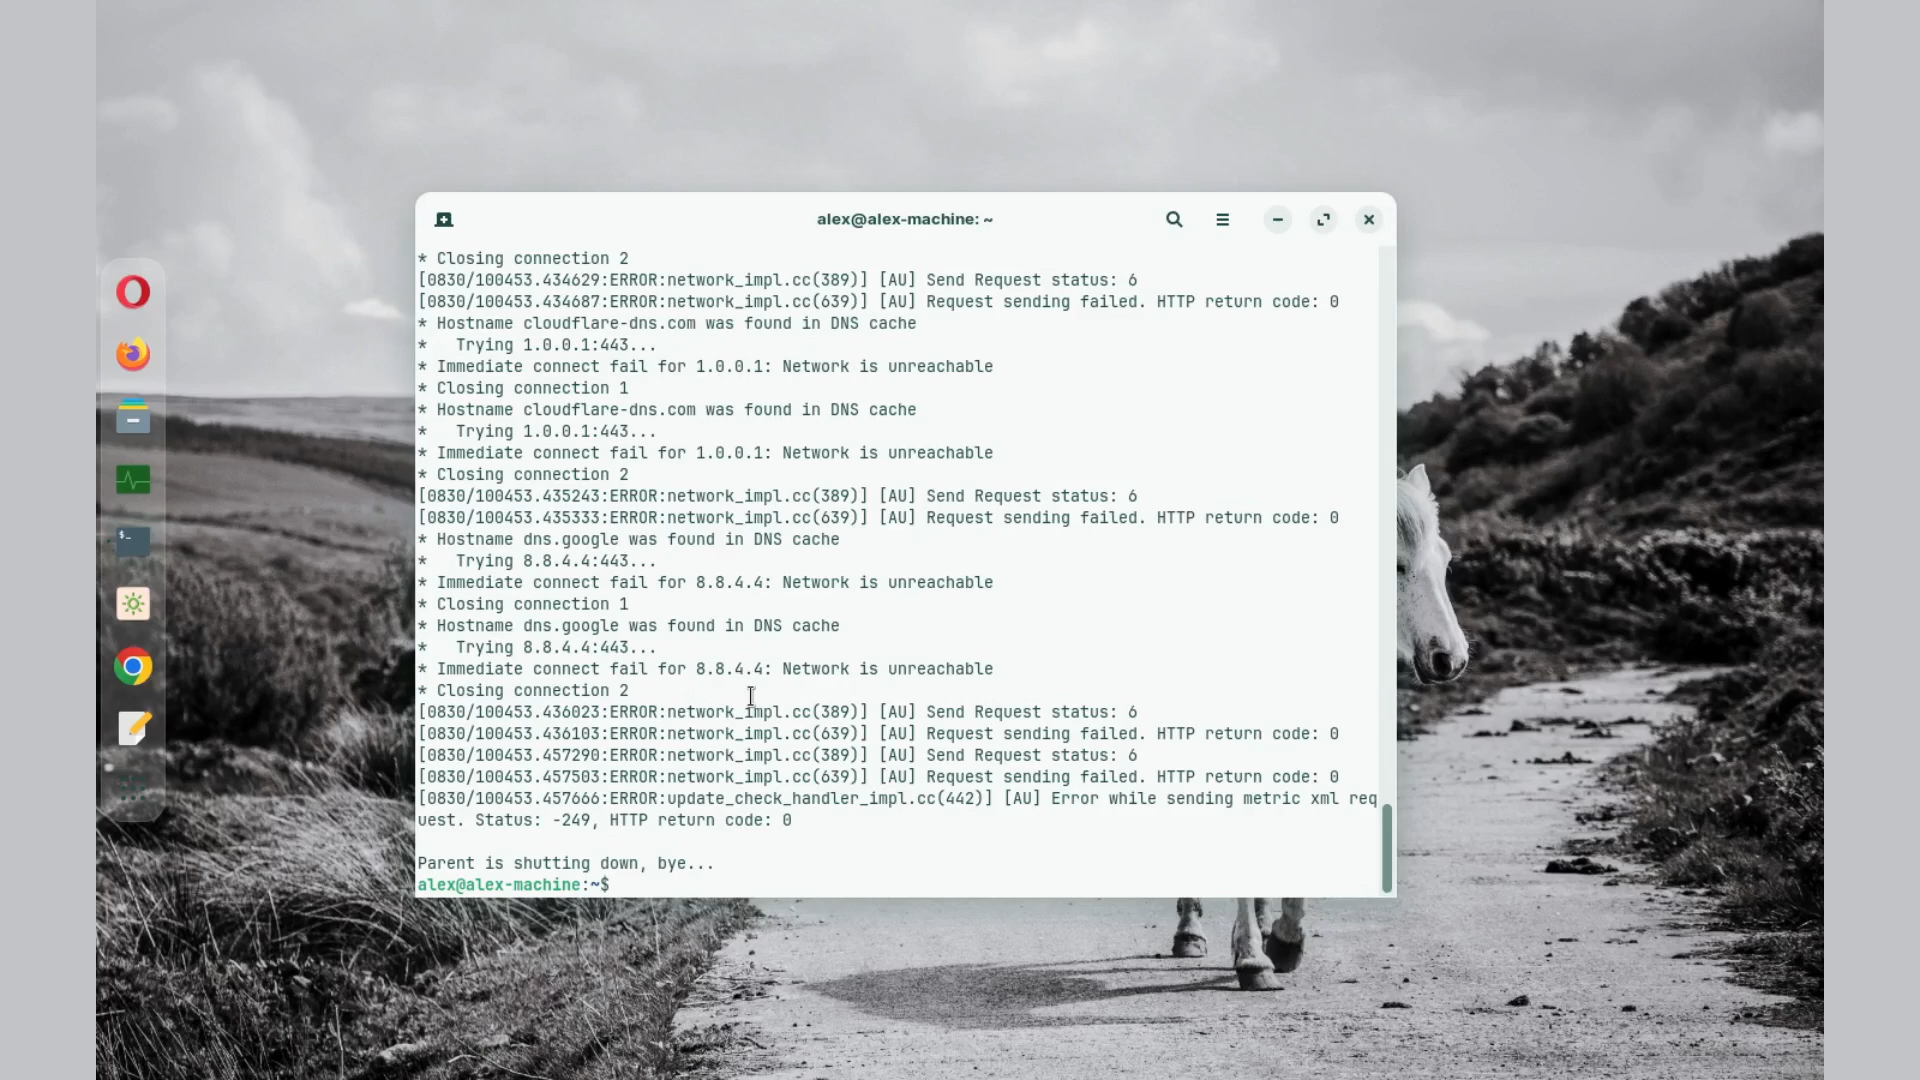 alex@alex-machine: ~
* Closing connection 2
[0830/100453.434629:ERROR:network_impl.cc(389)] [AU] Send Request status: 6
[0830/100453.434687:ERROR:network_impl.cc(639)] [AU] Request sending failed. HTTP return code: 0
* Hostname cloudflare-dns.com was found in DNS cache
*   Trying 1.0.0.1:443...
* Immediate connect fail for 1.0.0.1: Network is unreachable
* Closing connection 1
* Hostname cloudflare-dns.com was found in DNS cache
*   Trying 1.0.0.1:443...
* Immediate connect fail for 1.0.0.1: Network is unreachable
* Closing connection 2
[0830/100453.435243:ERROR:network_impl.cc(389)] [AU] Send Request status: 6
[0830/100453.435333:ERROR:network_impl.cc(639)] [AU] Request sending failed. HTTP return code: 0
* Hostname dns.google was found in DNS cache
*   Trying 8.8.4.4:443...
* Immediate connect fail for 8.8.4.4: Network is unreachable
* Closing connection 1
* Hostname dns.google was found in DNS cache
*   Trying 8.8.4.4:443...
* Immediate connect fail for 8.8.4.4: Network is unreachable
* Closing connection 2
[0830/100453.436023:ERROR:network_impl.cc(389)] [AU] Send Request status: 6
[0830/100453.436103:ERROR:network_impl.cc(639)] [AU] Request sending failed. HTTP return code: 0
[0830/100453.457290:ERROR:network_impl.cc(389)] [AU] Send Request status: 6
[0830/100453.457503:ERROR:network_impl.cc(639)] [AU] Request sending failed. HTTP return code: 0
[0830/100453.457666:ERROR:update_check_handler_impl.cc(442)] [AU] Error while sending metric xml req
uest. Status: -249, HTTP return code: 0
Parent is shutting down, bye...
alex@alex-machine:~$
$_